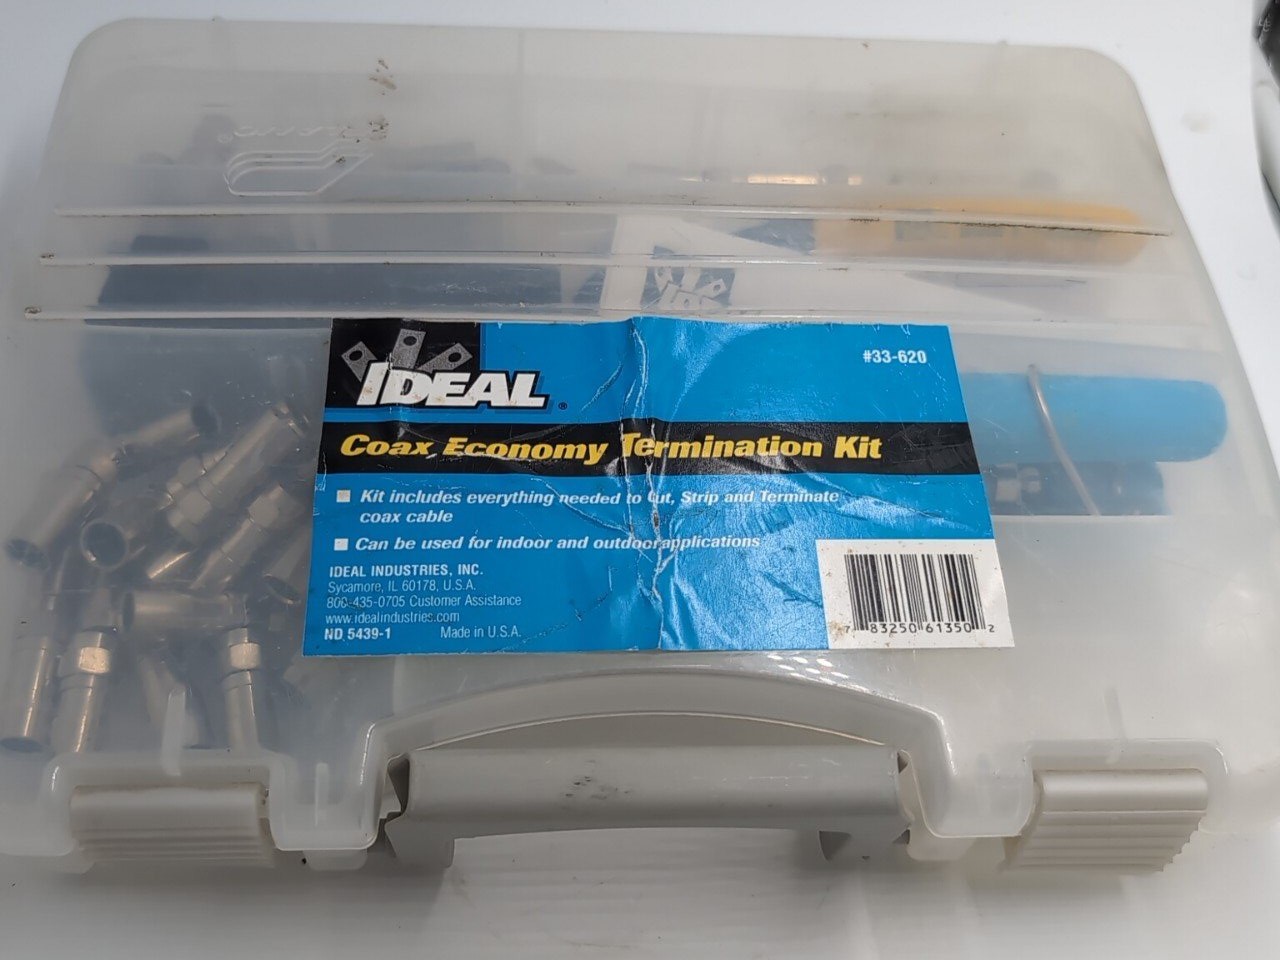 IDEAL®
#33-620
Coax Economy Termination Kit
Kit includes everything needed to Cut, Strip and Terminate
coax cable
Can be used for indoor and outdoor applications
IDEAL INDUSTRIES, INC.
Sycamore, IL 60178, U.S.A.
800-435-0705 Customer Assistance
www.idealindustries.com
ND 5439-1 Made in U.S.A.
7 83250 61350 2